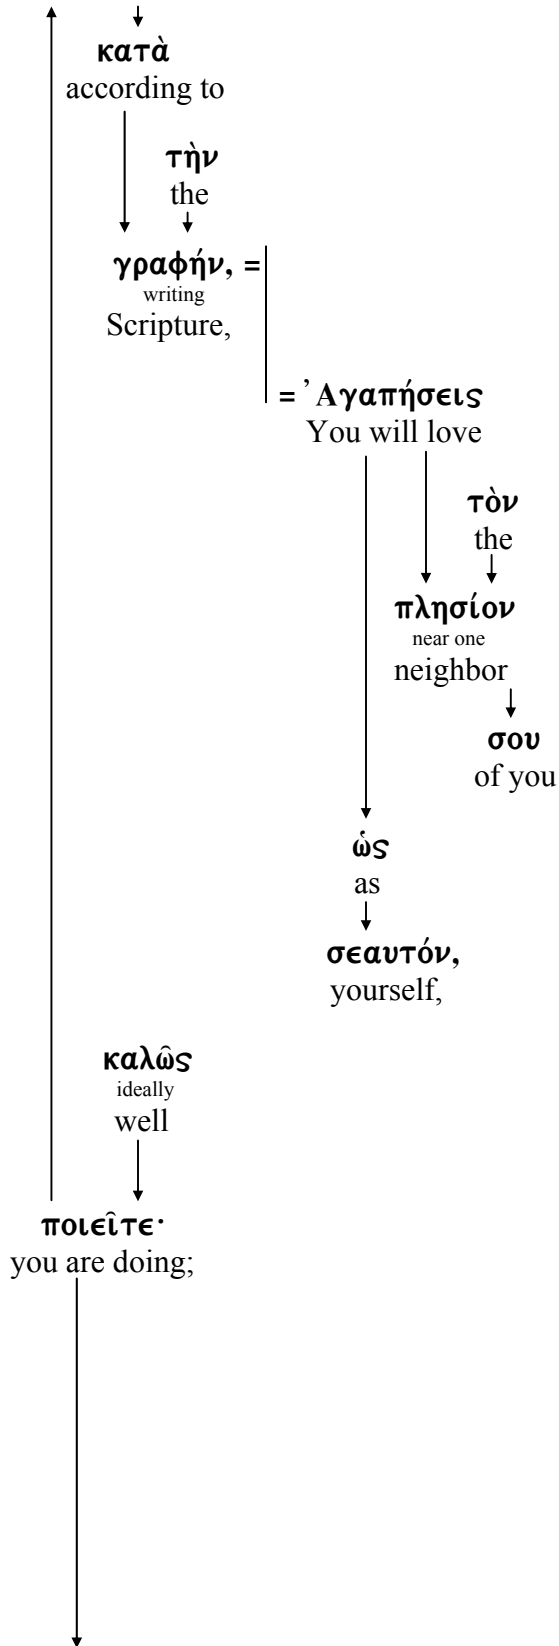 κατὰ
according to
τὴν
the
γραφήν, =
writing
Scripture,
= Ἀγαπήσεις
You will love
τὸν
the
πλησίον
near one
neighbor
σου
of you
ὡς
as
σεαυτόν,
yourself,
καλῶς
ideally
well
ποιεῖτε·
you are doing;